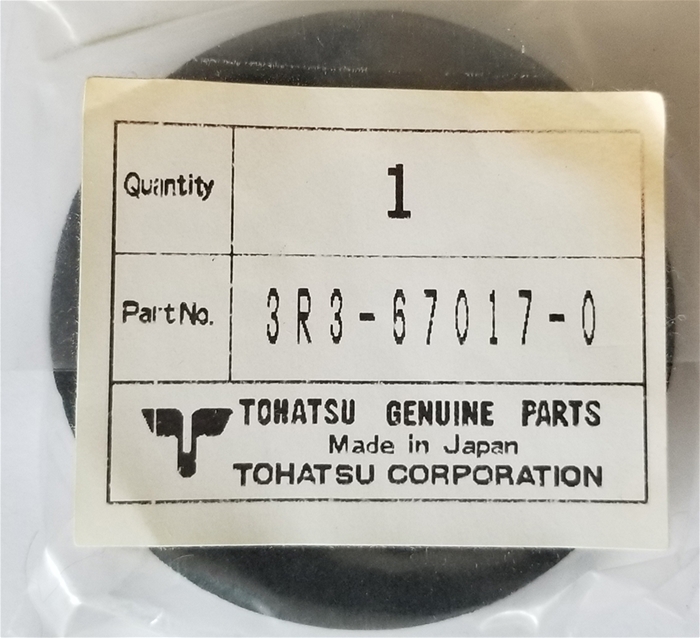 Quantity 1
Part No. 3R3-67017-0
TOHATSU GENUINE PARTS
Made in Japan
TOHATSU CORPORATION